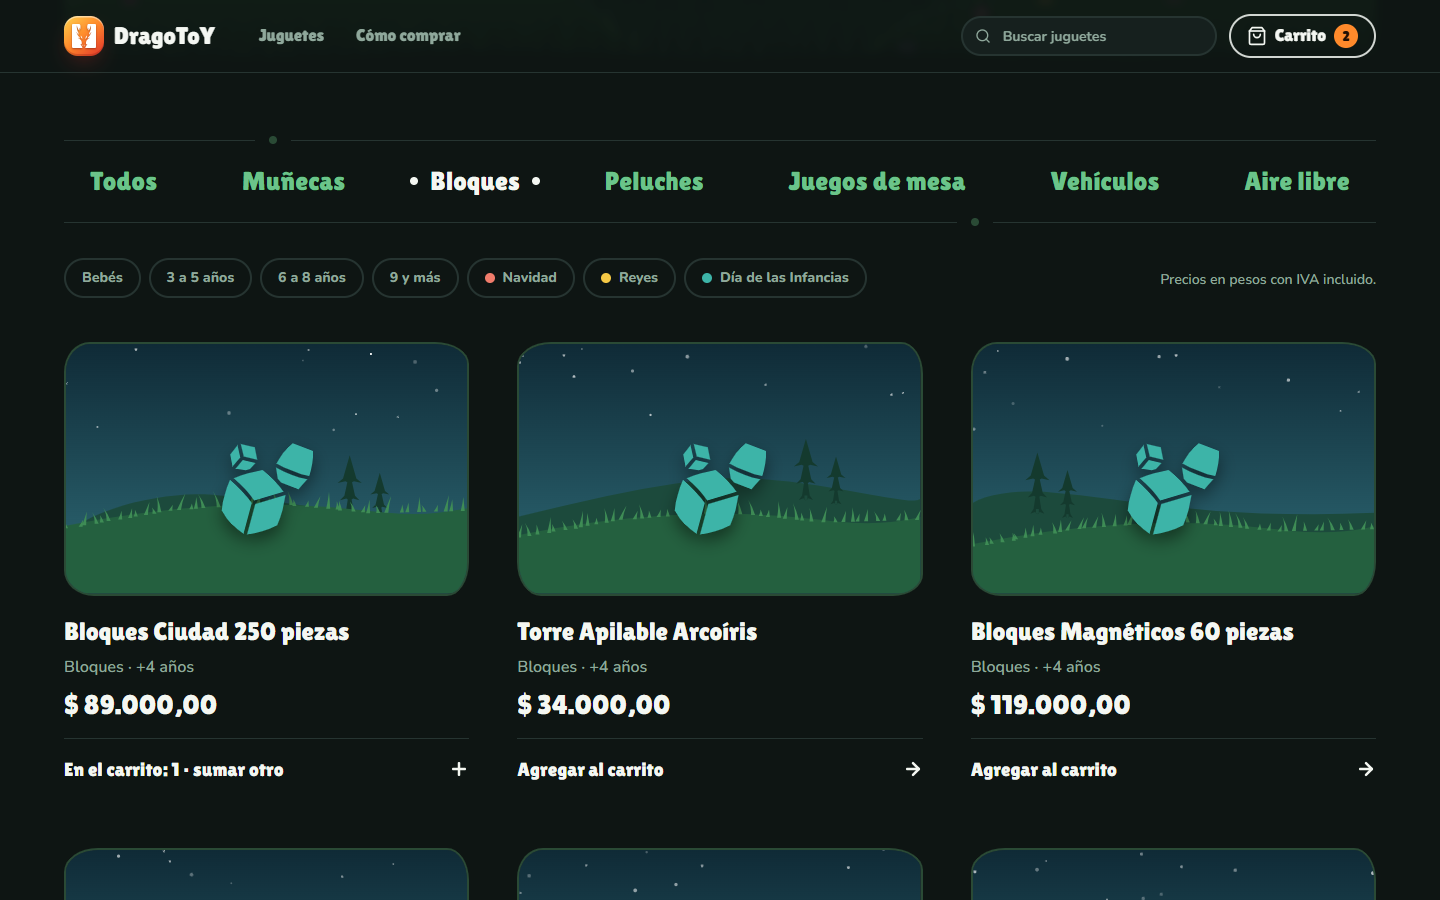 DragoToY
Juguetes
Cómo comprar
Buscar juguetes
Carrito 2
Todos
Muñecas
• Bloques •
Peluches
Juegos de mesa
Vehículos
Aire libre
Bebés
3 a 5 años
6 a 8 años
9 y más
Navidad
Reyes
Día de las Infancias
Precios en pesos con IVA incluido.
Bloques Ciudad 250 piezas
Bloques · +4 años
$ 89.000,00
En el carrito: 1 · sumar otro
Torre Apilable Arcoíris
Bloques · +4 años
$ 34.000,00
Agregar al carrito
Bloques Magnéticos 60 piezas
Bloques · +4 años
$ 119.000,00
Agregar al carrito